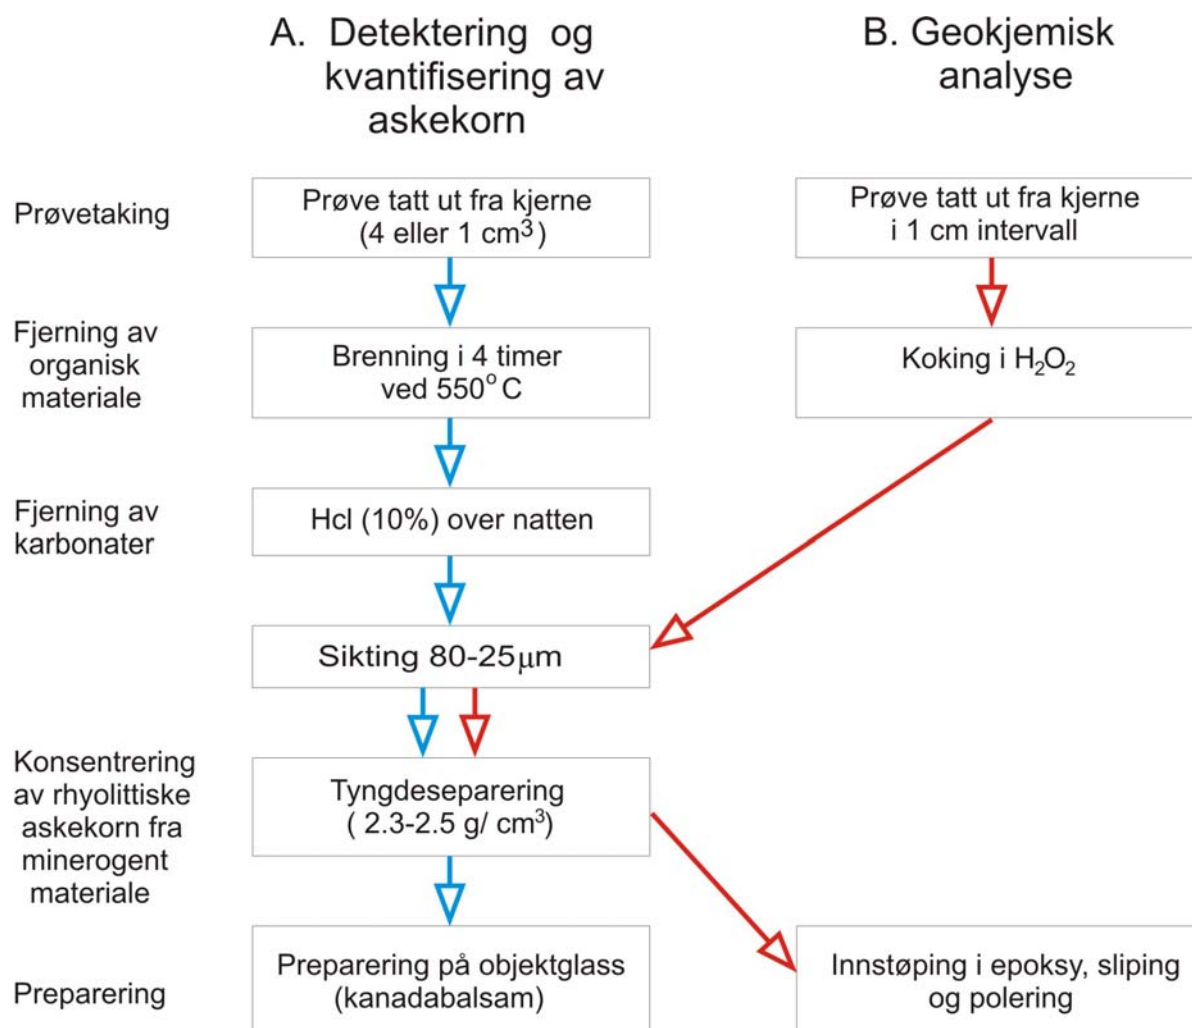 A. Detektering og
kvantifisering av
askekorn
B. Geokjemisk
analyse
Prøvetaking
Prøve tatt ut fra kjerne
(4 eller 1 cm³)
Prøve tatt ut fra kjerne
i 1 cm intervall
Fjerning av
organisk
materiale
Brenning i 4 timer
ved 550° C
Koking i H₂O₂
Fjerning av
karbonater
Hcl (10%) over natten
Sikting 80-25µm
Konsentrering
av rhyolittiske
askekorn fra
minerogent
materiale
Tyngdeseparering
( 2.3-2.5 g/ cm³)
Preparering
Preparering på objektglass
(kanadabalsam)
Innstøping i epoksy, sliping
og polering